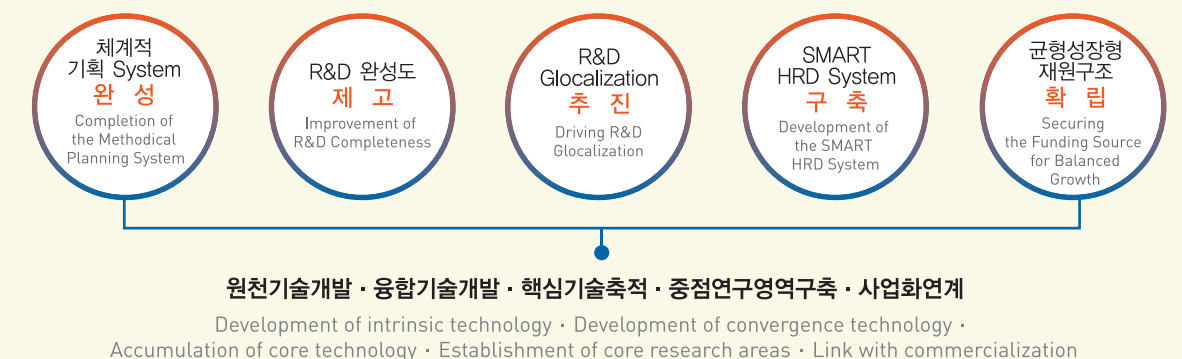 체계적
기획 System
완 성
Completion of
the Methodical
Planning System
R&D 완성도
제 고
Improvement of
R&D Completeness
R&D
Glocalization
추 진
Driving R&D
Glocalization
SMART
HRD System
구 축
Development of
the SMART
HRD System
균형성장형
재원구조
확 립
Securing
the Funding Source
for Balanced
Growth
원천기술개발 · 융합기술개발 · 핵심기술축적 · 중점연구영역구축 · 사업화연계
Development of intrinsic technology · Development of convergence technology ·
Accumulation of core technology · Establishment of core research areas · Link with commercialization